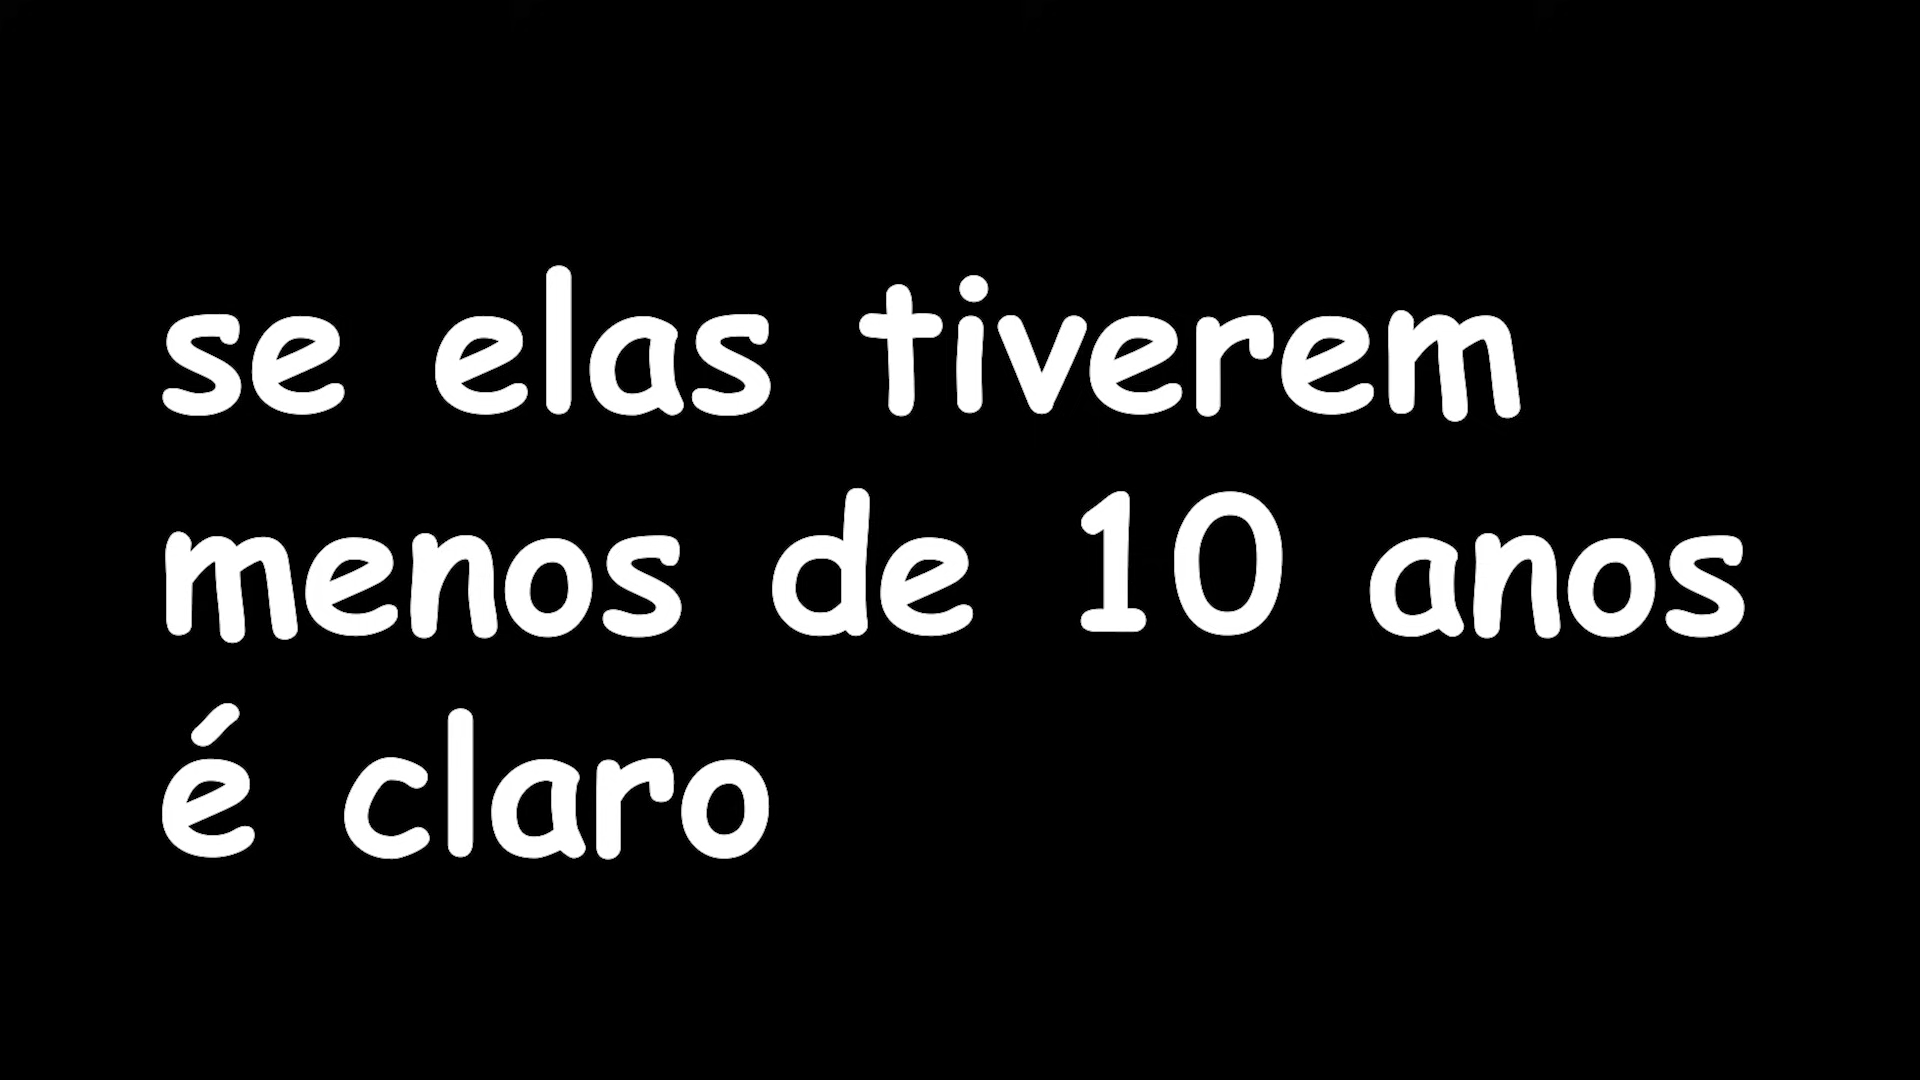 se elas tiverem
menos de 10 anos
é claro